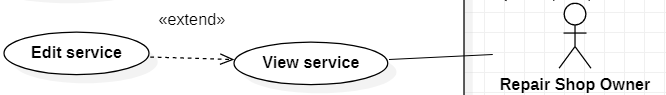 «extend»
Edit service
View service
Repair Shop Owner